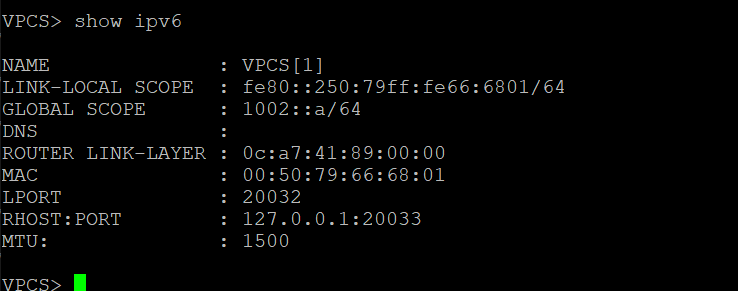 VPCS> show ipv6
NAME : VPCS[1]
LINK-LOCAL SCOPE : fe80::250:79ff:fe66:6801/64
GLOBAL SCOPE : 1002::a/64
DNS :
ROUTER LINK-LAYER : 0c:a7:41:89:00:00
MAC : 00:50:79:66:68:01
LPORT : 20032
RHOST:PORT : 127.0.0.1:20033
MTU: : 1500
VPCS>